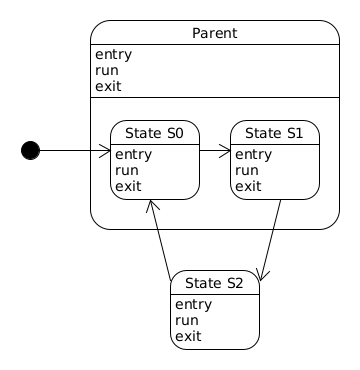 Parent
entry
run
exit
State S0
entry
run
exit
State S1
entry
run
exit
State S2
entry
run
exit